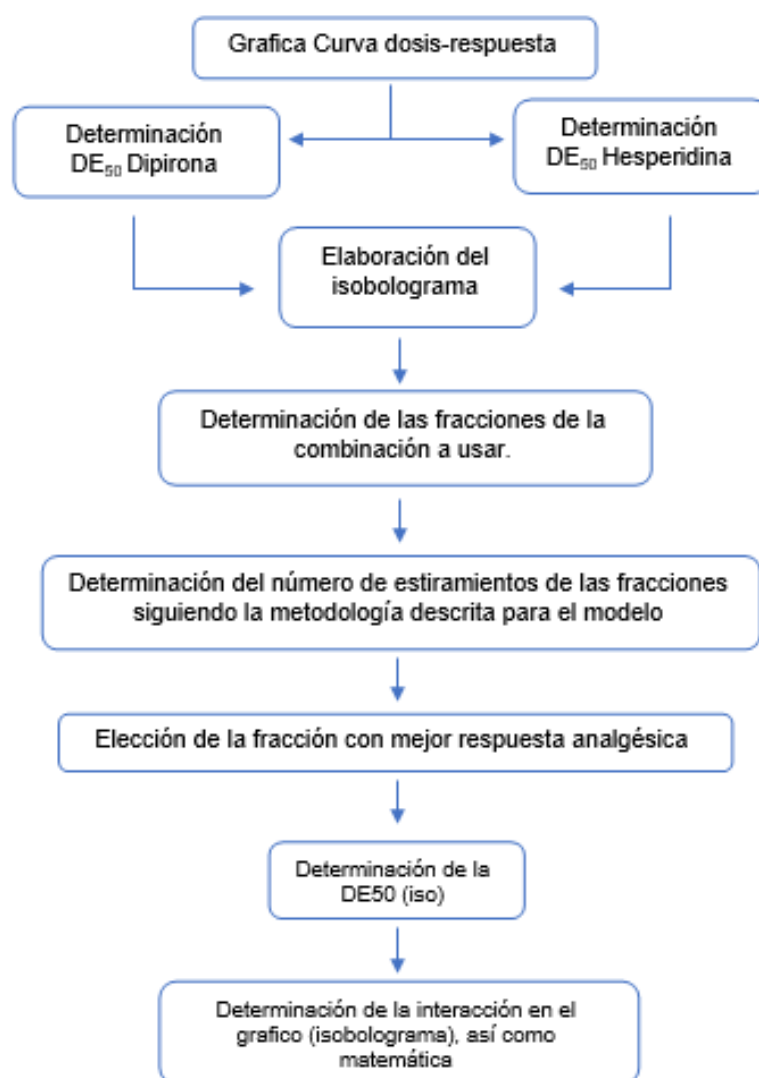 Grafica Curva dosis-respuesta
Determinación
DE₅₀ Dipirona
Determinación
DE₅₀ Hesperidina
Elaboración del
isobolograma
Determinación de las fracciones de la
combinación a usar.
Determinación del número de estiramientos de las fracciones
siguiendo la metodología descrita para el modelo
Elección de la fracción con mejor respuesta analgésica
Determinación de la
DE50 (iso)
Determinación de la interacción en el
grafico (isobolograma), así como
matemática